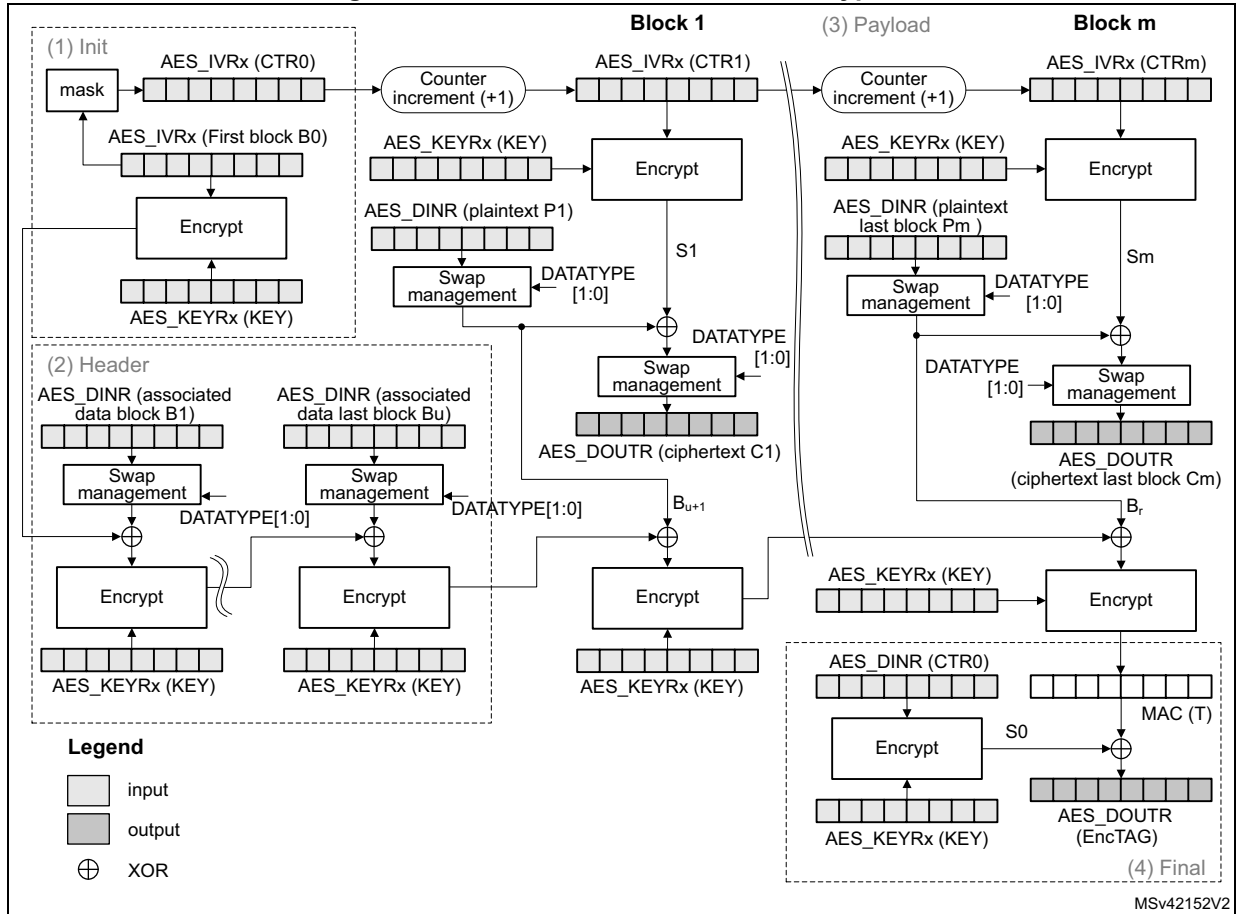 Block 1
(3) Payload
Block m
(1) Init
AES_IVRx (CTR0)
mask
AES_IVRx (First block B0)
Encrypt
AES_KEYRx (KEY)
Counter
increment (+1)
AES_IVRx (CTR1)
AES_KEYRx (KEY)
Encrypt
AES_DINR (plaintext P1)
Swap
management
DATATYPE
[1:0]
S1
DATATYPE
[1:0]
Swap
management
AES_DOUTR (ciphertext C1)
Bu+1
Encrypt
AES_KEYRx (KEY)
Counter
increment (+1)
AES_IVRx (CTRm)
AES_KEYRx (KEY)
Encrypt
AES_DINR (plaintext
last block Pm )
Swap
management
DATATYPE
[1:0]
Sm
DATATYPE
[1:0]
Swap
management
AES_DOUTR
(ciphertext last block Cm)
Br
AES_KEYRx (KEY)
Encrypt
(2) Header
AES_DINR (associated
data block B1)
Swap
management
DATATYPE[1:0]
Encrypt
AES_KEYRx (KEY)
AES_DINR (associated
data last block Bu)
Swap
management
DATATYPE[1:0]
Encrypt
AES_KEYRx (KEY)
AES_DINR (CTR0)
Encrypt
S0
AES_KEYRx (KEY)
MAC (T)
AES_DOUTR
(EncTAG)
(4) Final
Legend
input
output
XOR
MSv42152V2